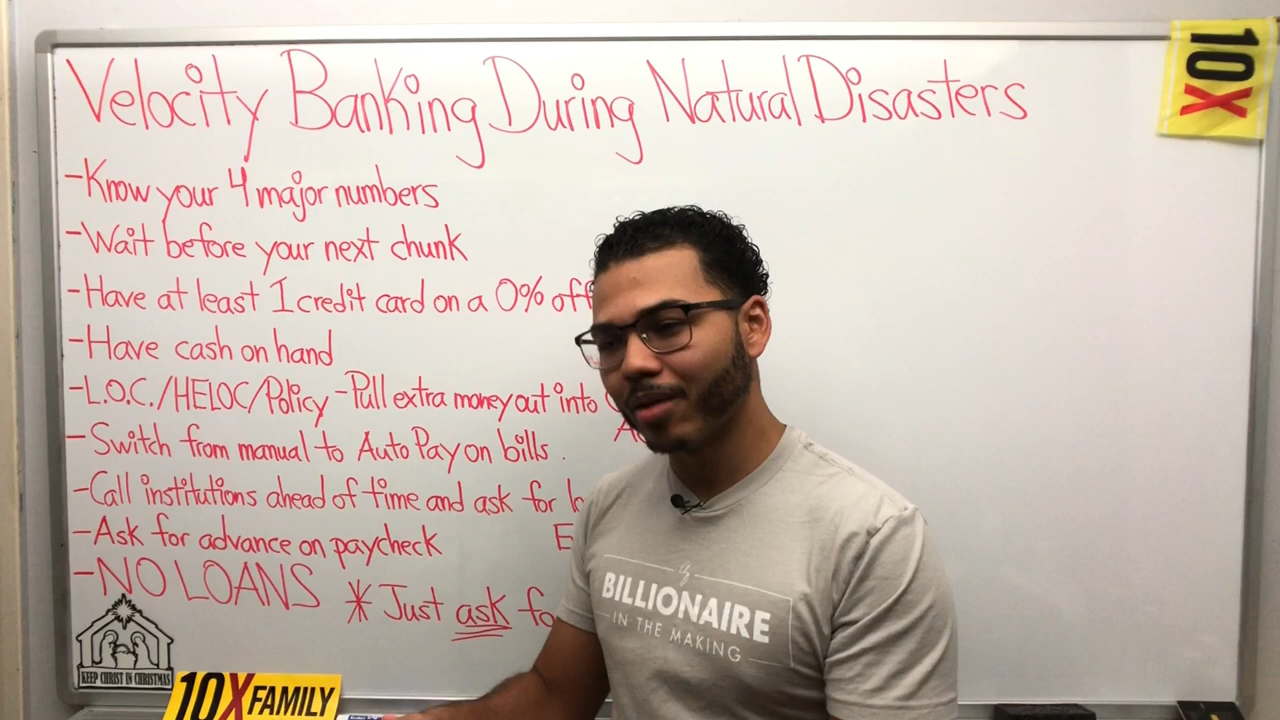 Velocity Banking During Natural Disasters
10X
-Know your 4 major numbers
-Wait before your next chunk
-Have at least 1 credit card on a 0% off
-Have cash on hand
-L.O.C./HELOC/Policy -Pull extra money out into
-Switch from manual to Auto Pay on bills
-Call institutions ahead of time and ask for
-Ask for advance on paycheck
-NO LOANS * Just ask
BILLIONAIRE
IN THE MAKING
KEEP CHRIST IN CHRISTMAS
10X FAMILY